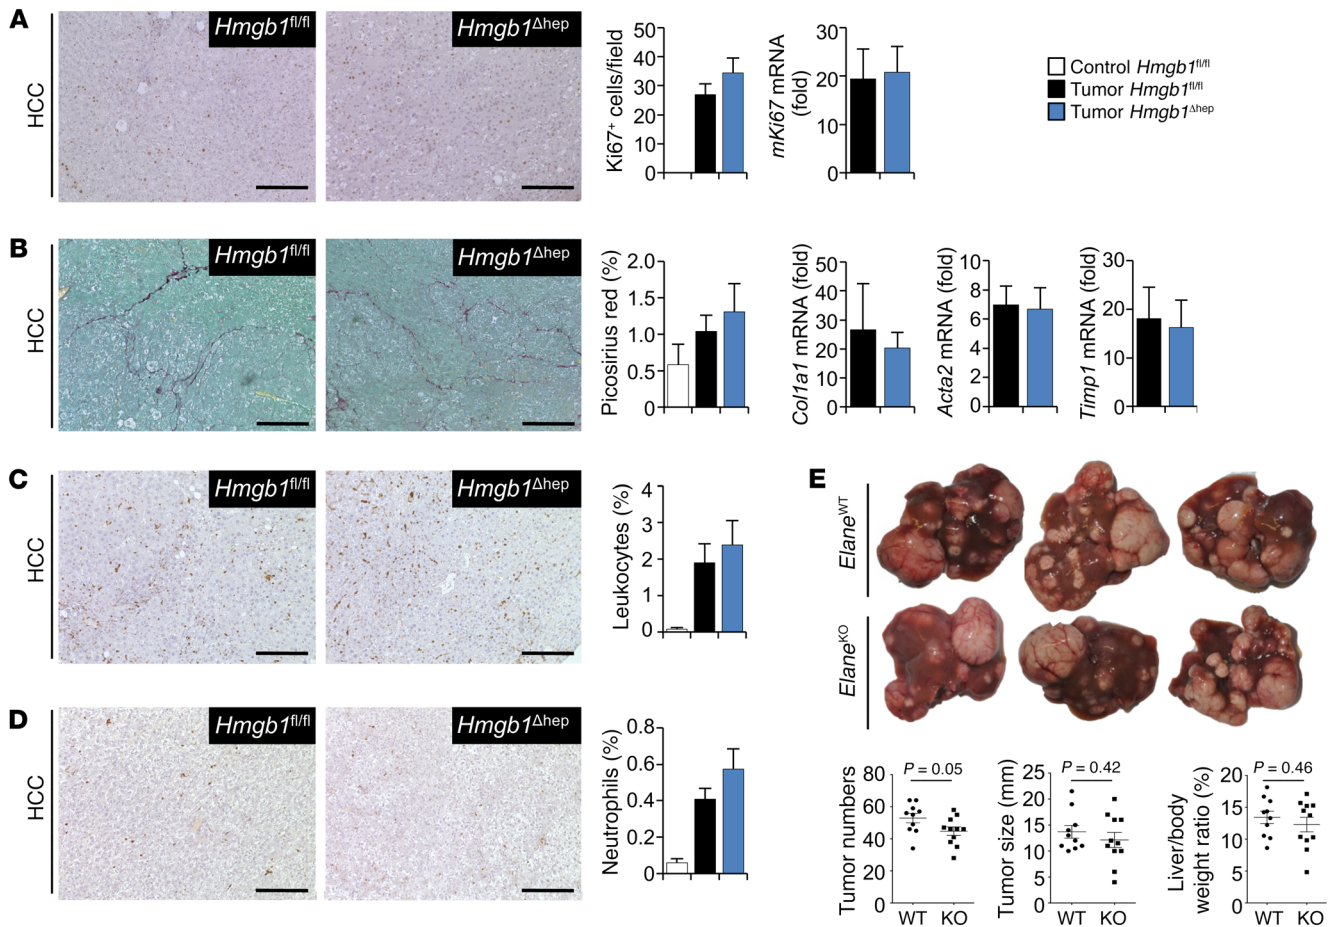 A
HCC
Hmgb1fl/fl
Hmgb1Δhep
Ki67+ cells/field
50
40
30
20
10
0
mKi67 mRNA
(fold)
30
20
10
0
Control Hmgb1fl/fl
Tumor Hmgb1fl/fl
Tumor Hmgb1Δhep
B
HCC
Hmgb1fl/fl
Hmgb1Δhep
Picosirius red (%)
2.0
1.0
1.0
0.5
0
Col1a1 mRNA (fold)
50
40
30
20
10
0
Acta2 mRNA (fold)
10
8
6
4
2
0
Timp1 mRNA (fold)
30
20
10
0
C
HCC
Hmgb1fl/fl
Hmgb1Δhep
Leukocytes (%)
4
3
2
1
0
D
HCC
Hmgb1fl/fl
Hmgb1Δhep
Neutrophils (%)
0.8
0.6
0.4
0.2
0
E
ElaneWT
ElaneKO
Tumor numbers
80
60
40
20
0
P = 0.05
WT KO
Tumor size (mm)
25
20
15
10
5
0
P = 0.42
WT KO
Liver/body
weight ratio (%)
20
15
10
5
0
P = 0.46
WT KO